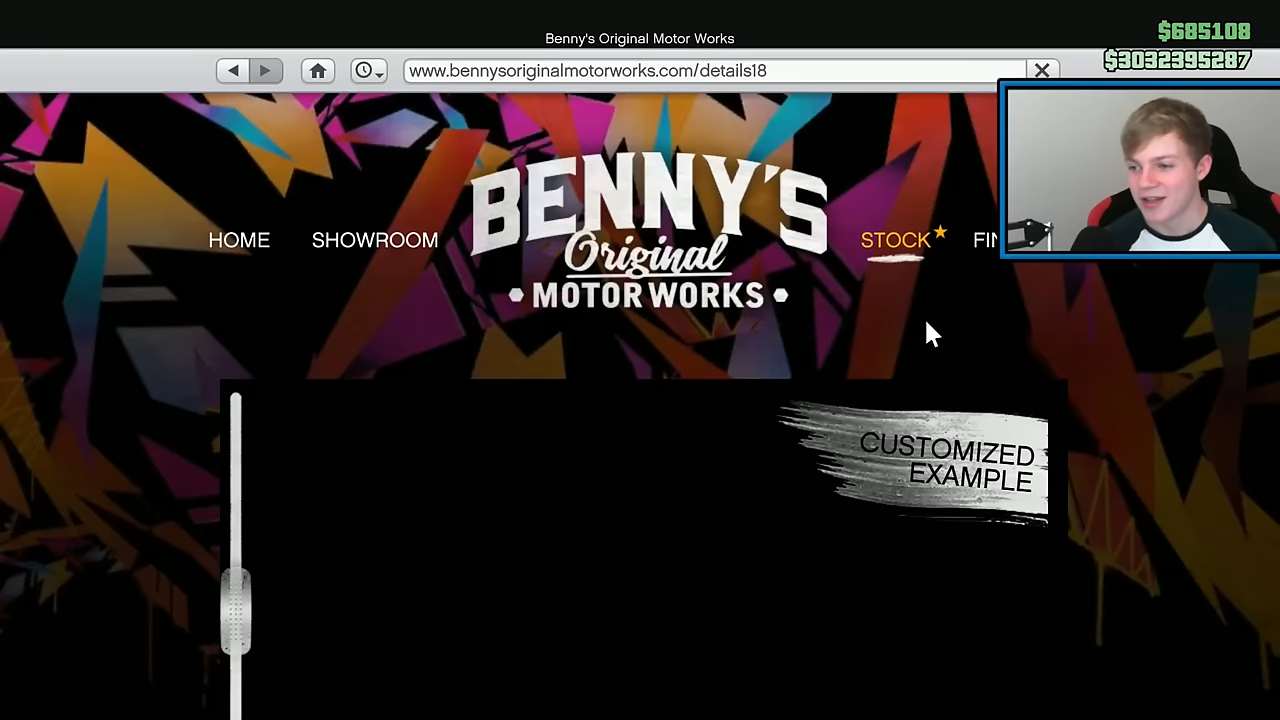 Benny's Original Motor Works
$685108
$3032395287
www.bennysoriginalmotorworks.com/details18
HOME
SHOWROOM
BENNY'S
Original
MOTOR WORKS
STOCK
FIN
CUSTOMIZED
EXAMPLE